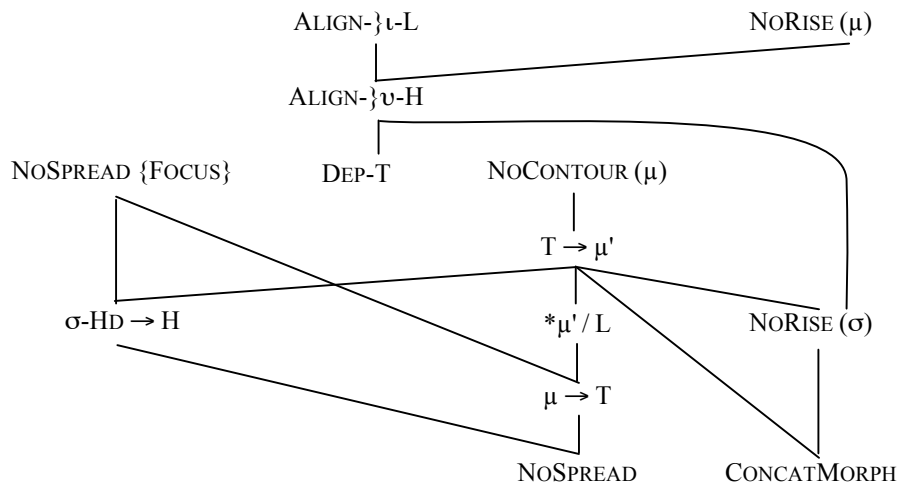 ALIGN-}ι-L NORISE (μ)
ALIGN-}υ-H
NOSPREAD {FOCUS} DEP-T NOCONTOUR (μ)
T → μ'
σ-HD → H *μ' / L NORISE (σ)
μ → T
NOSPREAD CONCATMORPH